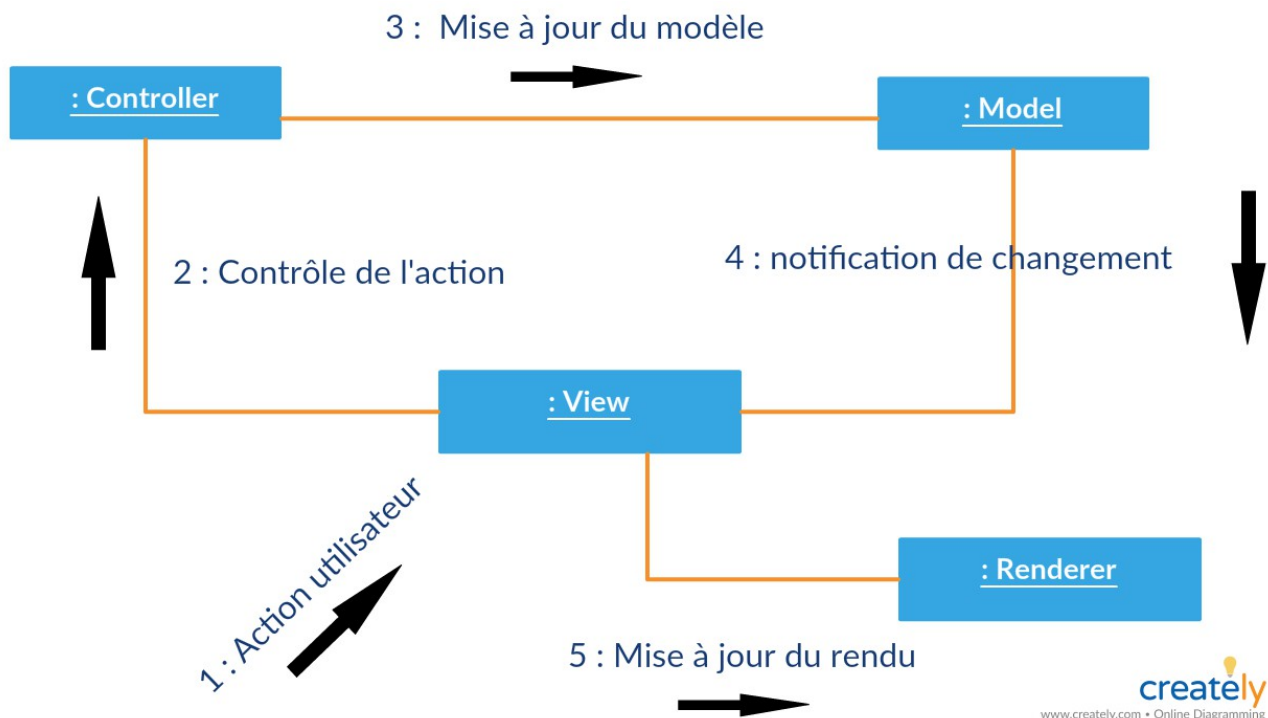 3 : Mise à jour du modèle
: Controller
: Model
2 : Contrôle de l'action
4 : notification de changement
: View
1 : Action utilisateur
: Renderer
5 : Mise à jour du rendu
creately
www.creately.com • Online Diagramming